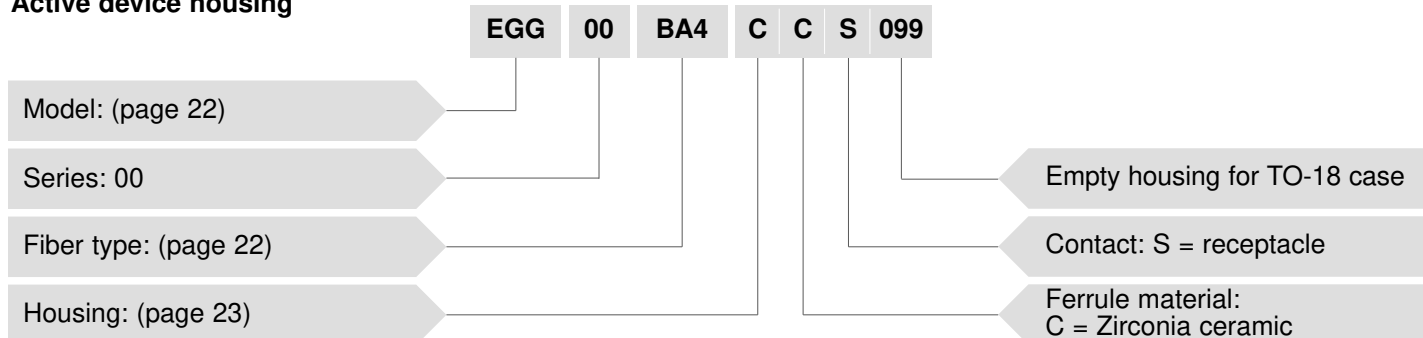 Active device housing
EGG 00 BA4 C C S 099
Model: (page 22)
Series: 00
Empty housing for TO-18 case
Fiber type: (page 22)
Contact: S = receptacle
Housing: (page 23)
Ferrule material:
C = Zirconia ceramic